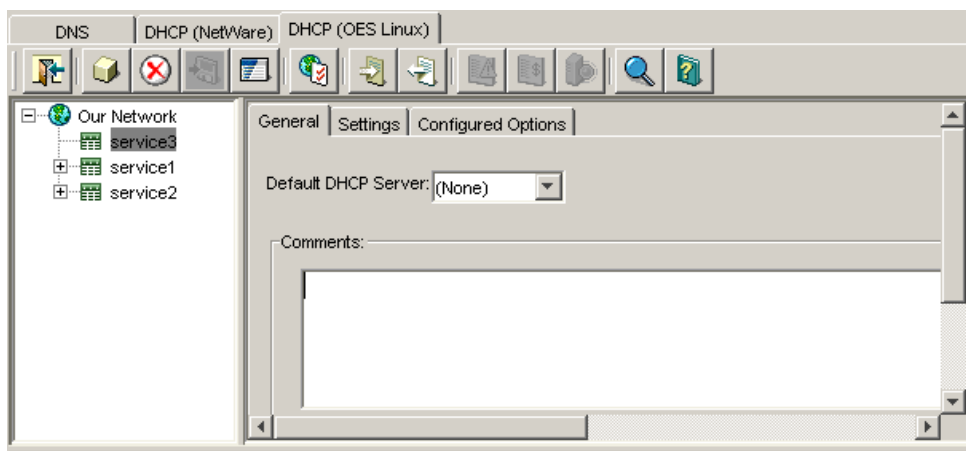 DNS
DHCP (NetWare)
DHCP (OES Linux)
Our Network
service3
service1
service2
General
Settings
Configured Options
Default DHCP Server:
(None)
Comments: